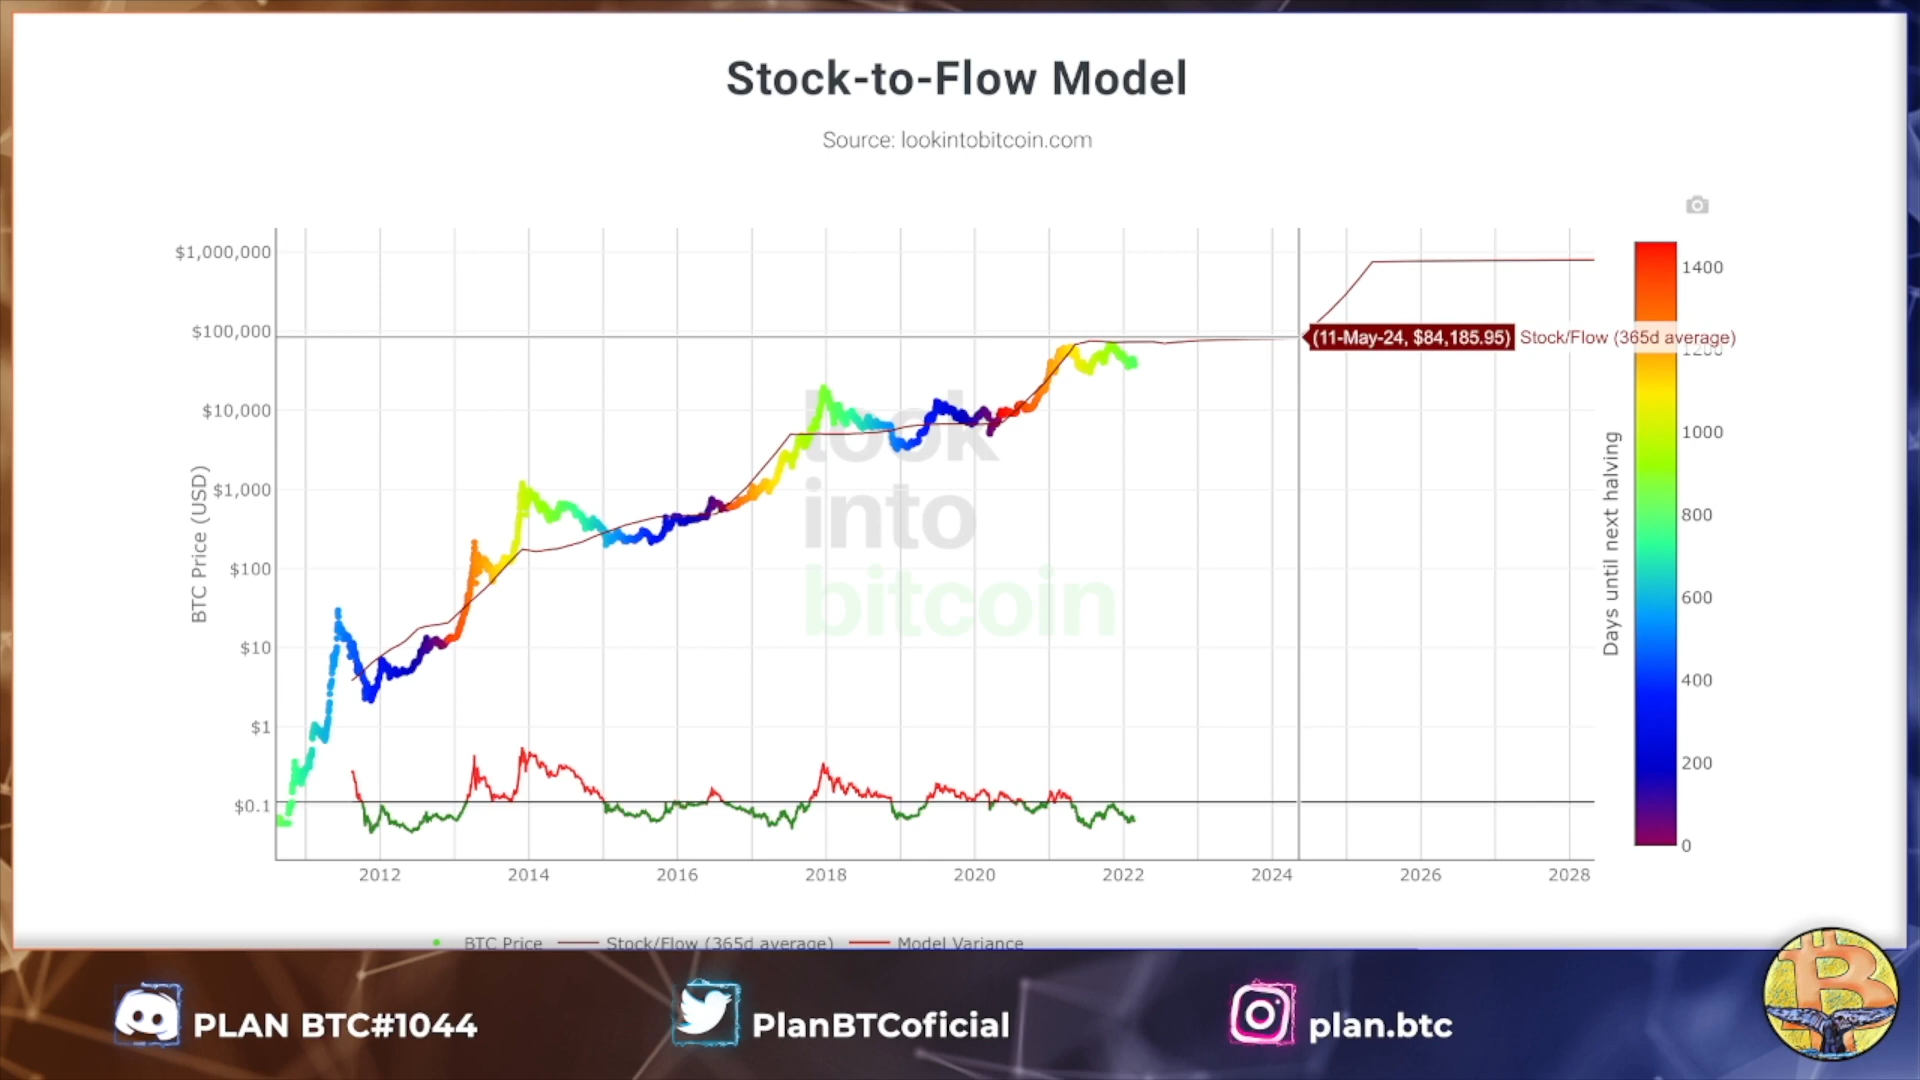 Stock-to-Flow Model
Source: lookintobitcoin.com
$1,000,000
$100,000
$10,000
$1,000
$100
$10
$1
$0.1
BTC Price (USD)
look
into
bitcoin
(11-May-24, $84,185.95) Stock/Flow (365d average)
1400
1200
1000
800
600
400
200
0
Days until next halving
2012 2014 2016 2018 2020 2022 2024 2026 2028
BTC Price Stock/Flow (365d average) Model Variance
PLAN BTC#1044 PlanBTCoficial plan.btc